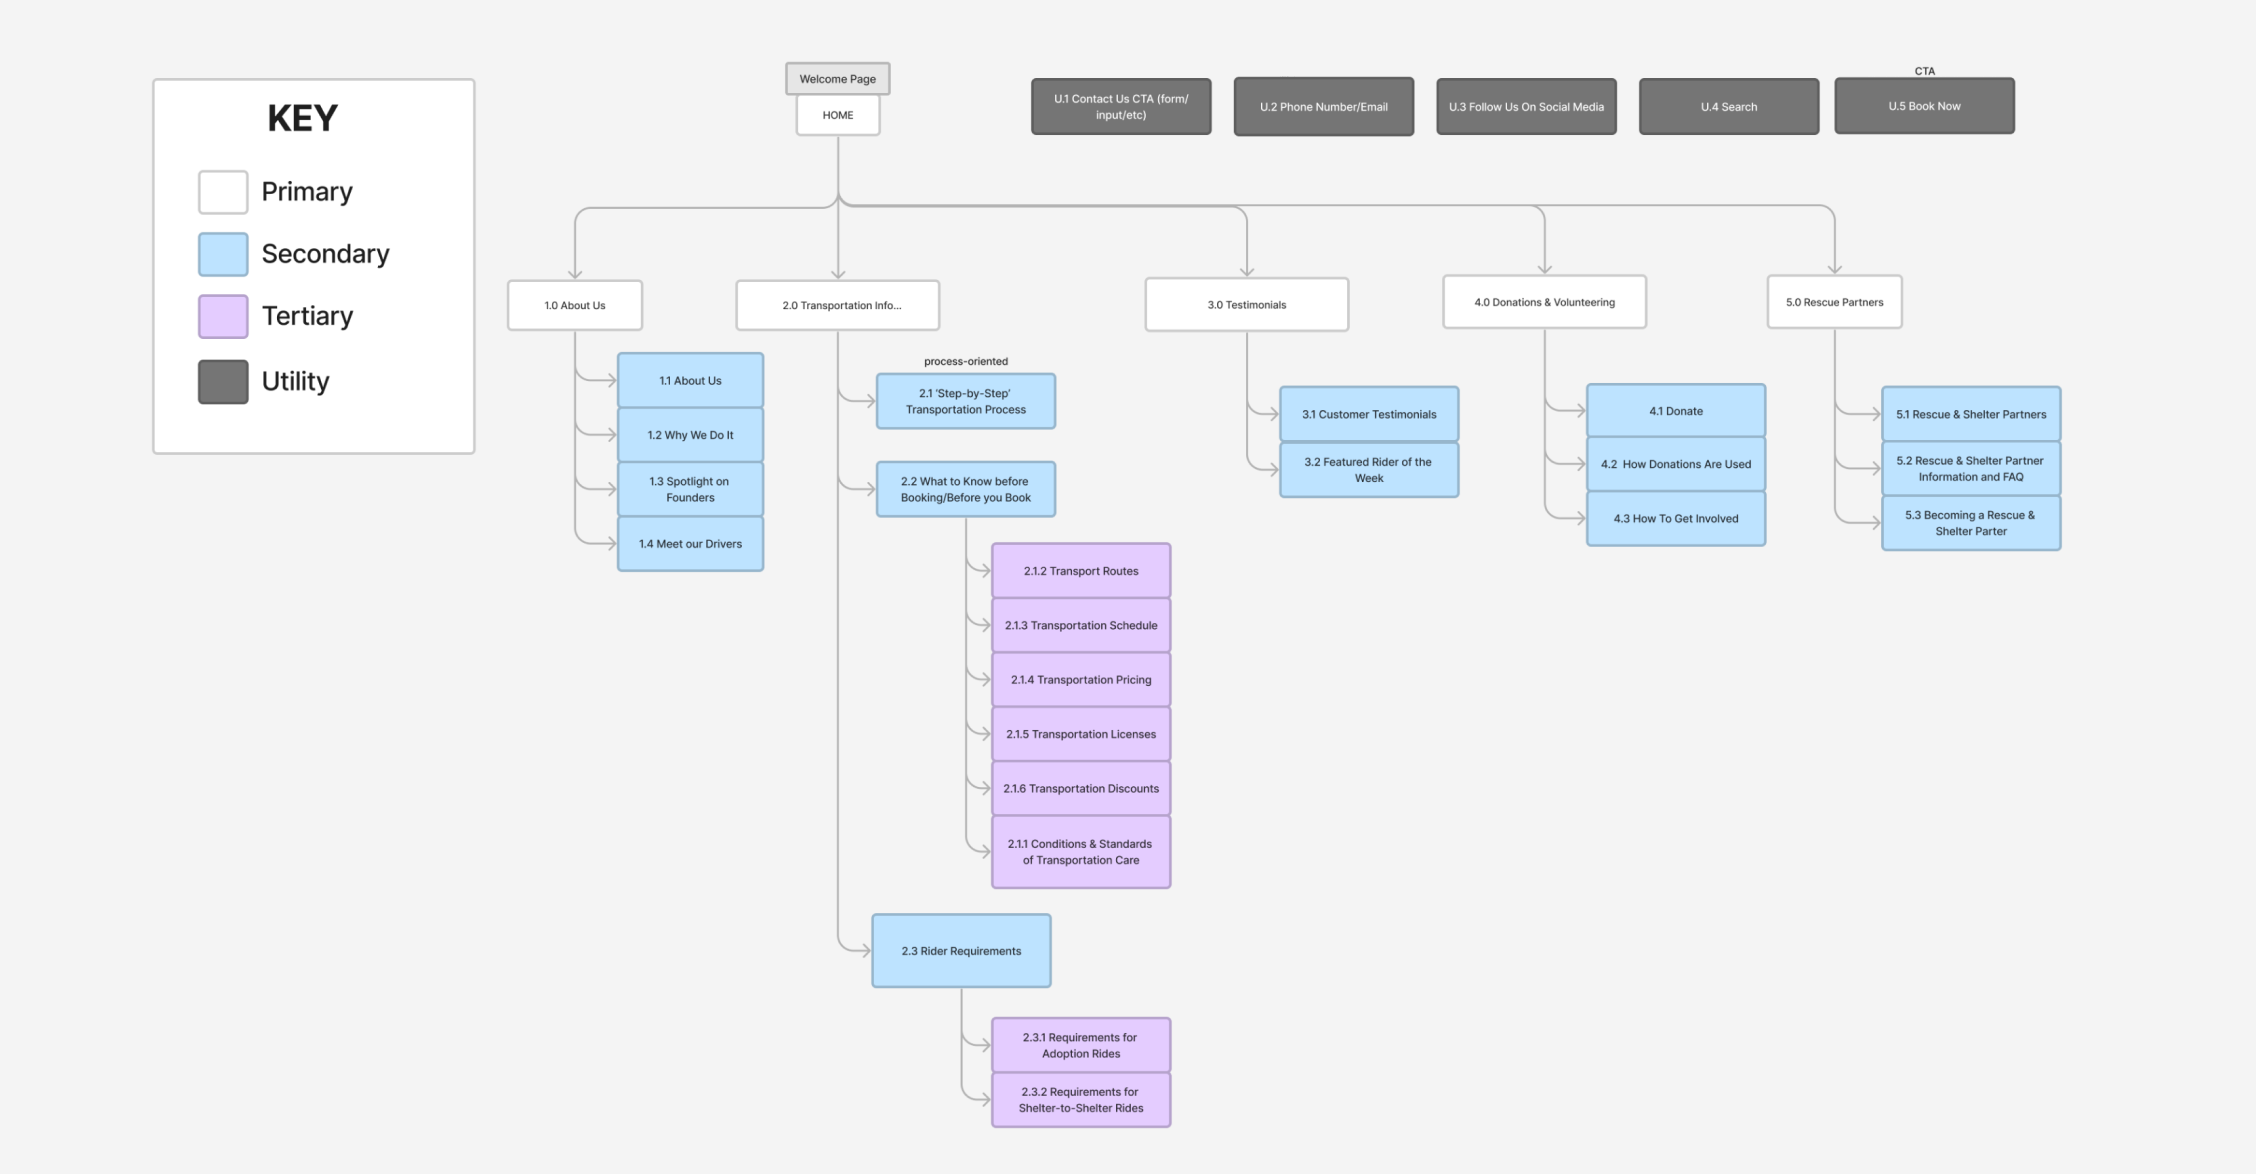 KEY
Primary
Secondary
Tertiary
Utility
Welcome Page
HOME
U.1 Contact Us CTA (form/
input/etc)
U.2 Phone Number/Email
U.3 Follow Us On Social Media
U.4 Search
CTA
U.5 Book Now
1.0 About Us
1.1 About Us
1.2 Why We Do It
1.3 Spotlight on
Founders
1.4 Meet our Drivers
2.0 Transportation Info...
process-oriented
2.1 ‘Step-by-Step’
Transportation Process
2.2 What to Know before
Booking/Before you Book
2.1.2 Transport Routes
2.1.3 Transportation Schedule
2.1.4 Transportation Pricing
2.1.5 Transportation Licenses
2.1.6 Transportation Discounts
2.1.1 Conditions & Standards
of Transportation Care
2.3 Rider Requirements
2.3.1 Requirements for
Adoption Rides
2.3.2 Requirements for
Shelter-to-Shelter Rides
3.0 Testimonials
3.1 Customer Testimonials
3.2 Featured Rider of the
Week
4.0 Donations & Volunteering
4.1 Donate
4.2 How Donations Are Used
4.3 How To Get Involved
5.0 Rescue Partners
5.1 Rescue & Shelter Partners
5.2 Rescue & Shelter Partner
Information and FAQ
5.3 Becoming a Rescue &
Shelter Parter